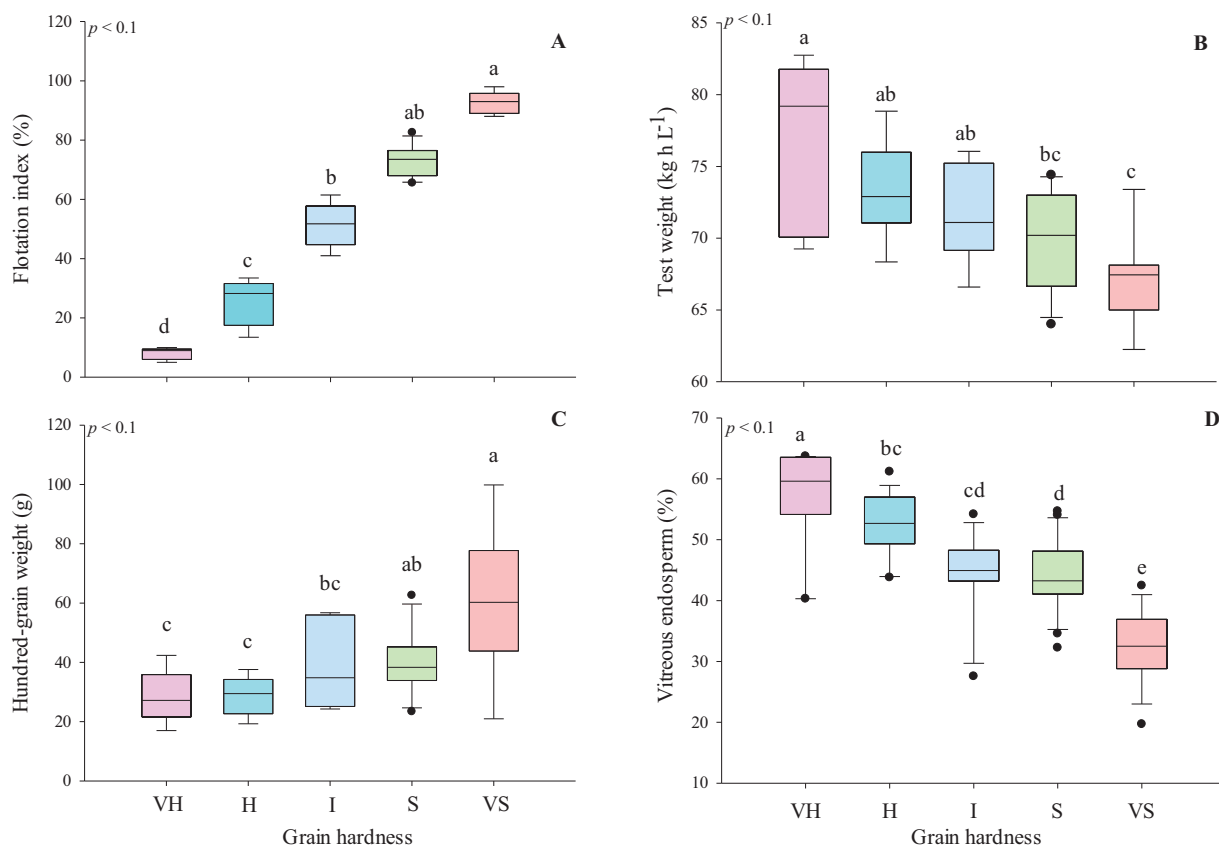 p < 0.1
A
Flotation index (%)
120
100
80
60
40
20
0
d
c
b
ab
a
p < 0.1
B
Test weight (kg h L-1)
85
80
75
70
65
60
a
ab
ab
bc
c
p < 0.1
C
Hundred-grain weight (g)
120
100
80
60
40
20
0
c
c
bc
ab
a
VH H I S VS
Grain hardness
p < 0.1
D
Vitreous endosperm (%)
70
60
50
40
30
20
10
a
bc
cd
d
e
VH H I S VS
Grain hardness